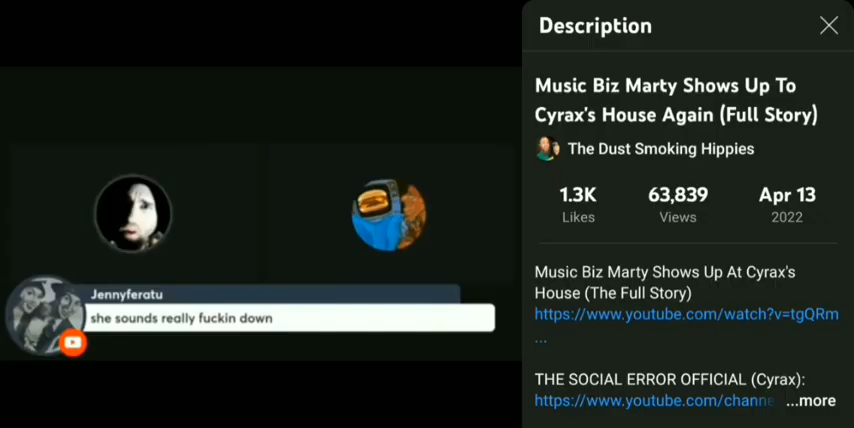 Jennyferatu
she sounds really fuckin down
Description
Music Biz Marty Shows Up To
Cyrax's House Again (Full Story)
The Dust Smoking Hippies
1.3K
Likes
63,839
Views
Apr 13
2022
Music Biz Marty Shows Up At Cyrax's
House (The Full Story)
https://www.youtube.com/watch?v=tgQRm
...
THE SOCIAL ERROR OFFICIAL (Cyrax):
https://www.youtube.com/channe ...more